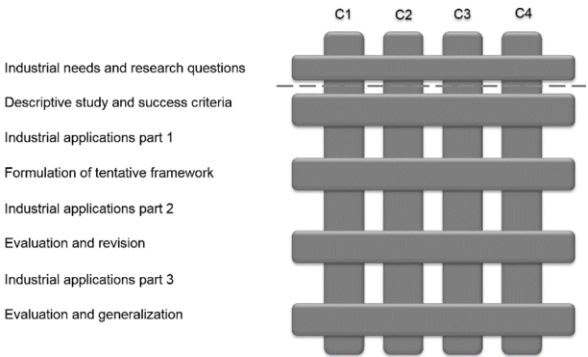 C1 C2 C3 C4
Industrial needs and research questions
Descriptive study and success criteria
Industrial applications part 1
Formulation of tentative framework
Industrial applications part 2
Evaluation and revision
Industrial applications part 3
Evaluation and generalization